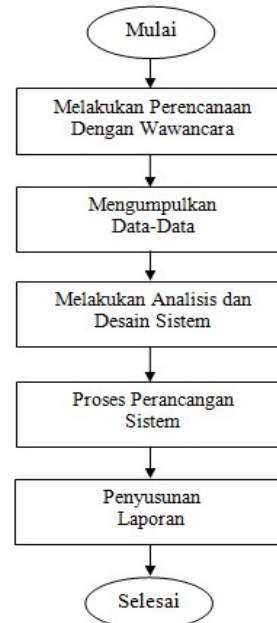 Mulai
Melakukan Perencanaan
Dengan Wawancara
Mengumpulkan
Data-Data
Melakukan Analisis dan
Desain Sistem
Proses Perancangan
Sistem
Penyusunan
Laporan
Selesai